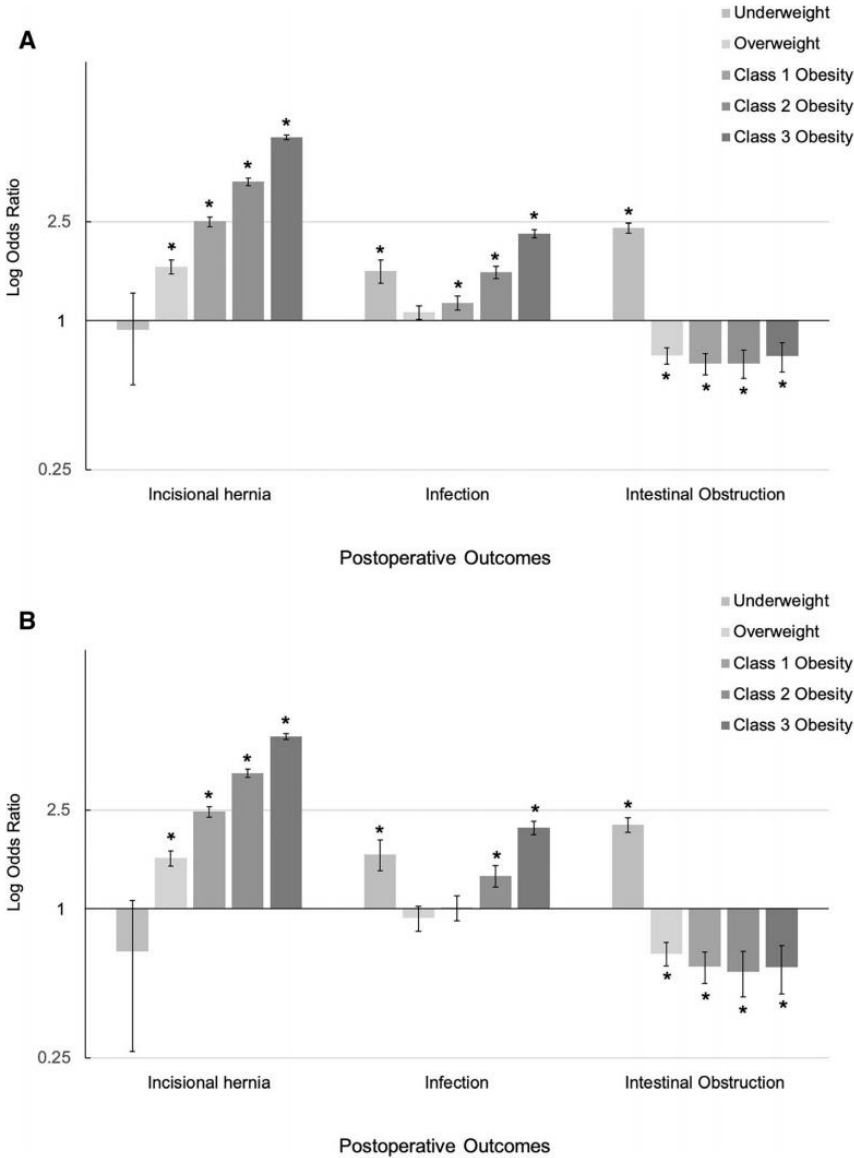 A
Underweight
Overweight
Class 1 Obesity
Class 2 Obesity
Class 3 Obesity
Log Odds Ratio
2.5
1
0.25
* * * *
* * * *
* * * * *
Incisional hernia Infection Intestinal Obstruction
Postoperative Outcomes
B
Underweight
Overweight
Class 1 Obesity
Class 2 Obesity
Class 3 Obesity
Log Odds Ratio
2.5
1
0.25
* * * *
* * *
* * * * *
Incisional hernia Infection Intestinal Obstruction
Postoperative Outcomes